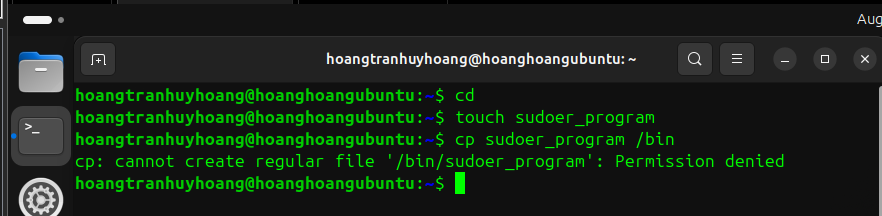 Aug
hoangtranhuyhoang@hoanghoangubuntu: ~
hoangtranhuyhoang@hoanghoangubuntu:~$ cd
hoangtranhuyhoang@hoanghoangubuntu:~$ touch sudoer_program
hoangtranhuyhoang@hoanghoangubuntu:~$ cp sudoer_program /bin
cp: cannot create regular file '/bin/sudoer_program': Permission denied
hoangtranhuyhoang@hoanghoangubuntu:~$